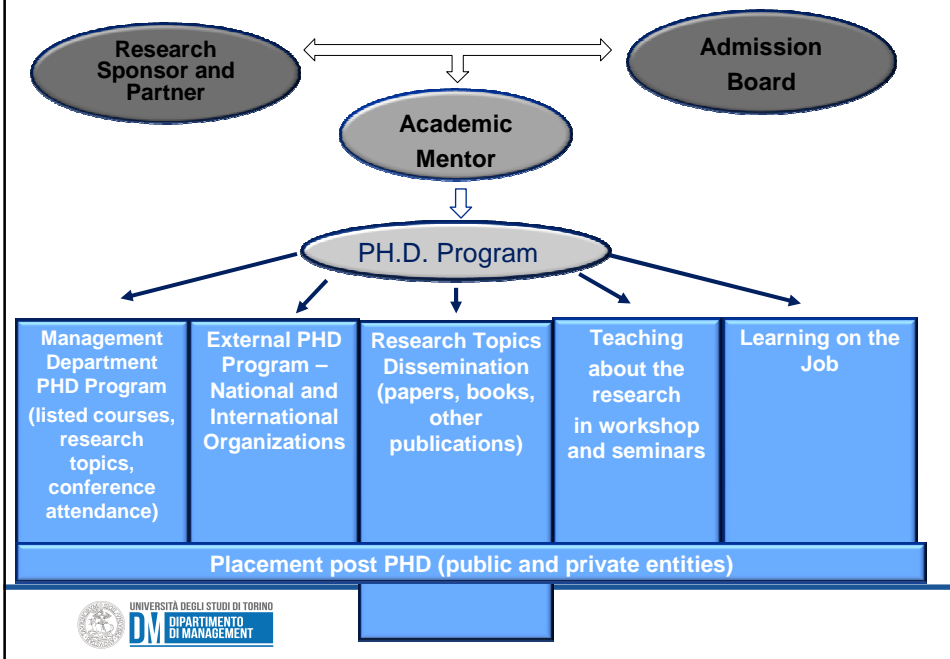 Research
Sponsor and
Partner
Admission
Board
Academic
Mentor
PH.D. Program
Management
Department
PHD Program
(listed courses,
research
topics,
conference
attendance)
External PHD
Program –
National and
International
Organizations
Research Topics
Dissemination
(papers, books,
other
publications)
Teaching
about the
research
in workshop
and seminars
Learning on the
Job
Placement post PHD (public and private entities)
UNIVERSITÀ DEGLI STUDI DI TORINO
DM DIPARTIMENTO
DI MANAGEMENT